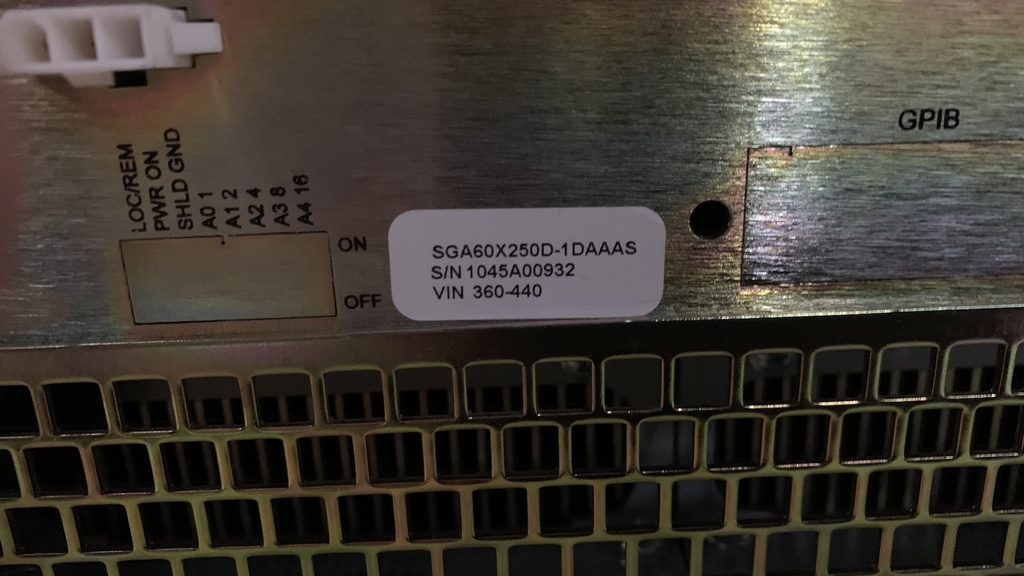 GPIB
LOC/REM
PWR ON
SHLD GND
A0 1
A1 2
A2 4
A3 8
A4 16
ON
OFF
SGA60X250D-1DAAAS
S/N 1045A00932
VIN 360-440